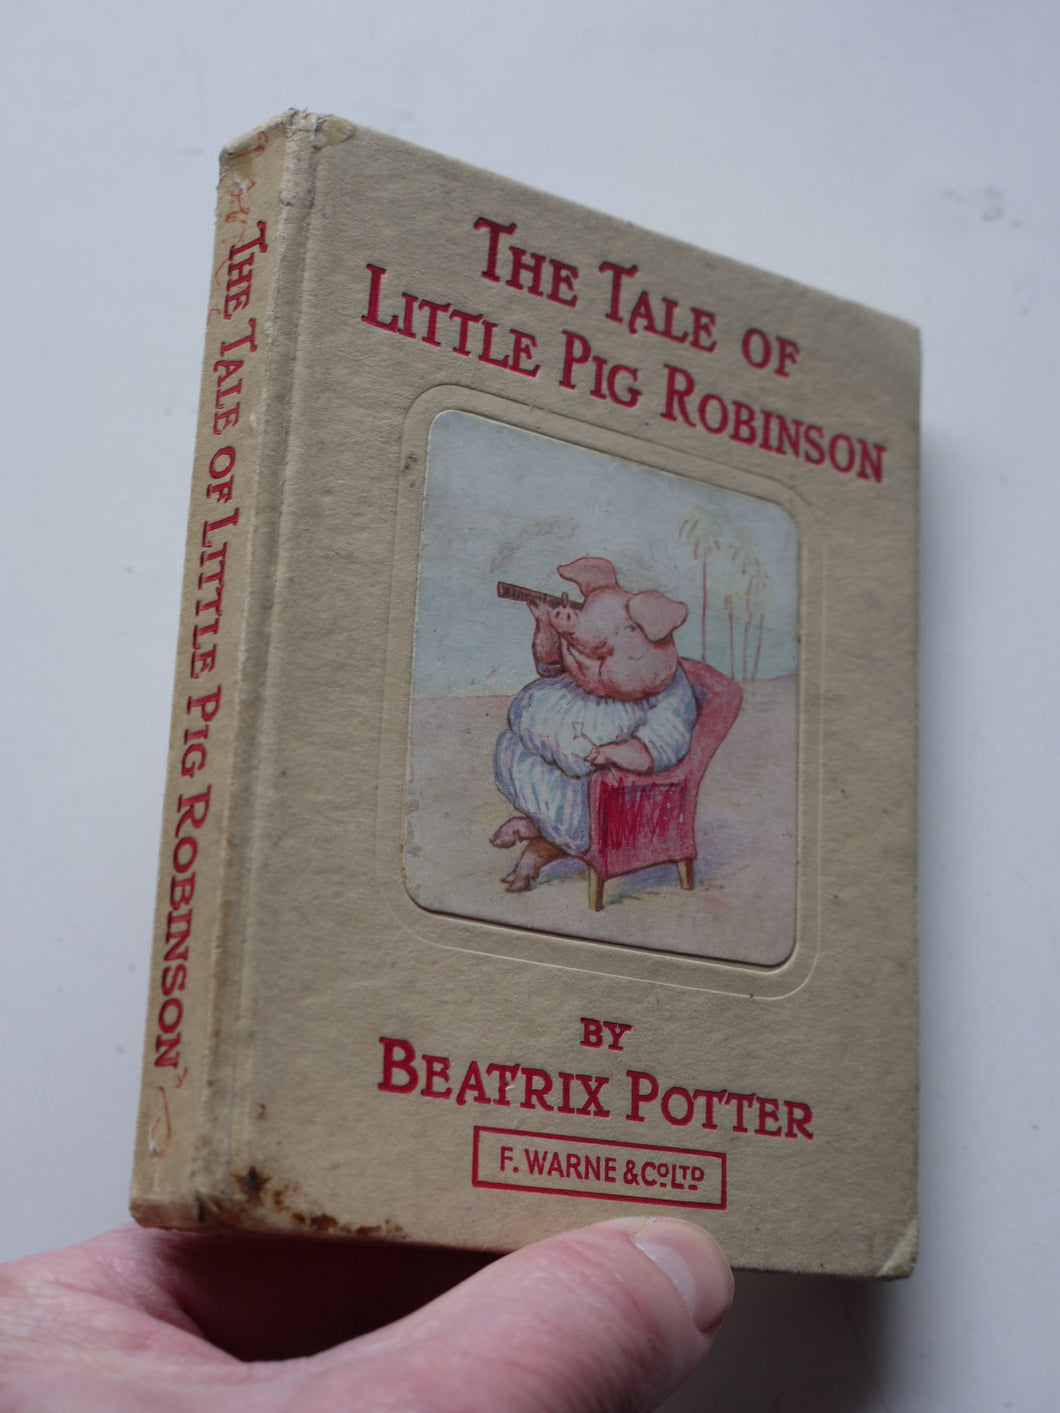 THE TALE OF LITTLE PIG ROBINSON
THE TALE OF
LITTLE PIG ROBINSON
BY
BEATRIX POTTER
F. WARNE & CO LTD